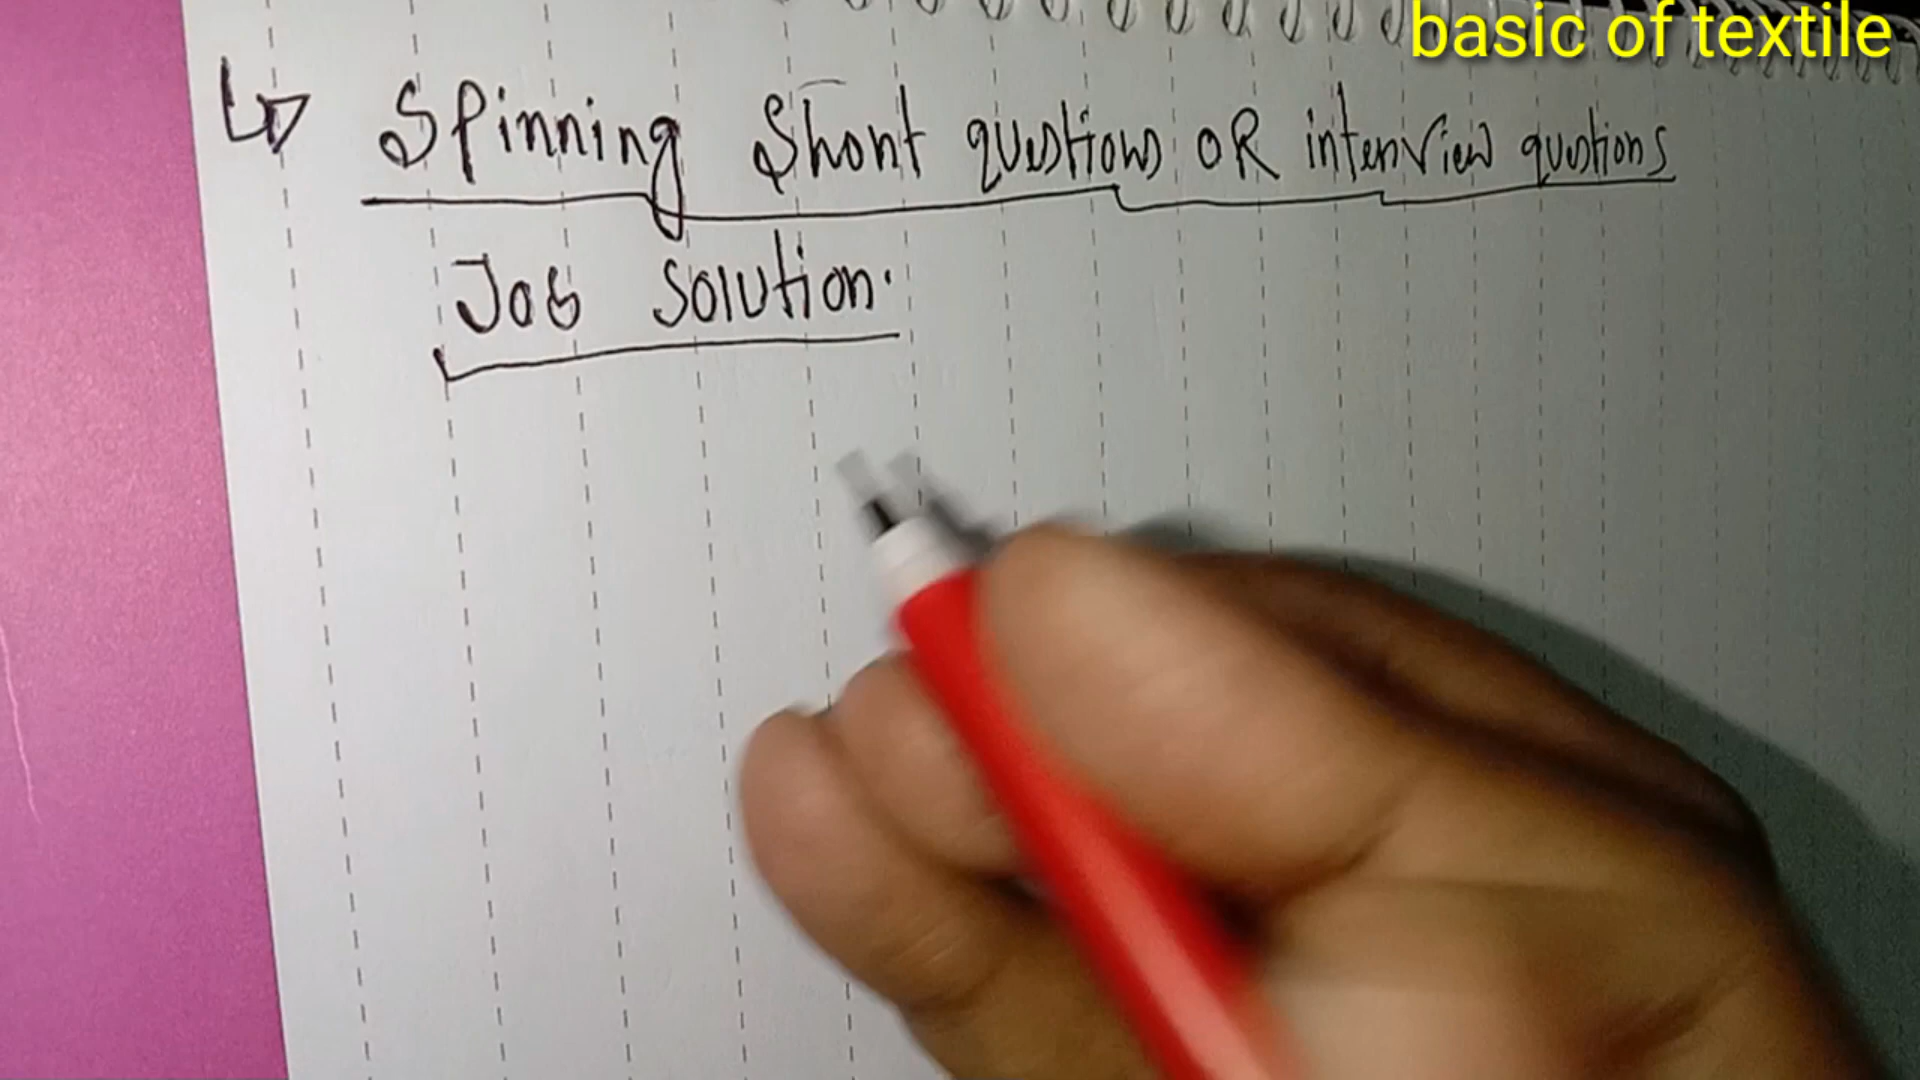 basic of textile
Spinning Short questions OR interview qustions
Job Solution.